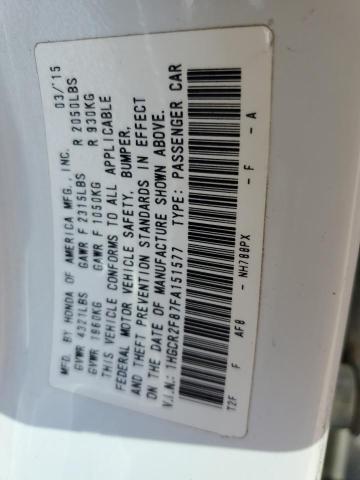 MFD. BY HONDA OF AMERICA MFG., INC. 03/15
GVWR 4321LBS GAWR F 2315LBS R 2050LBS
GVWR 1960KG GAWR F 1050KG R 930KG
THIS VEHICLE CONFORMS TO ALL APPLICABLE
FEDERAL MOTOR VEHICLE SAFETY, BUMPER,
AND THEFT PREVENTION STANDARDS IN EFFECT
ON THE DATE OF MANUFACTURE SHOWN ABOVE.
V.I.N.: 1HGCR2F87FA151577 TYPE: PASSENGER CAR
F AF8 - NH788PX - F - A
T2F